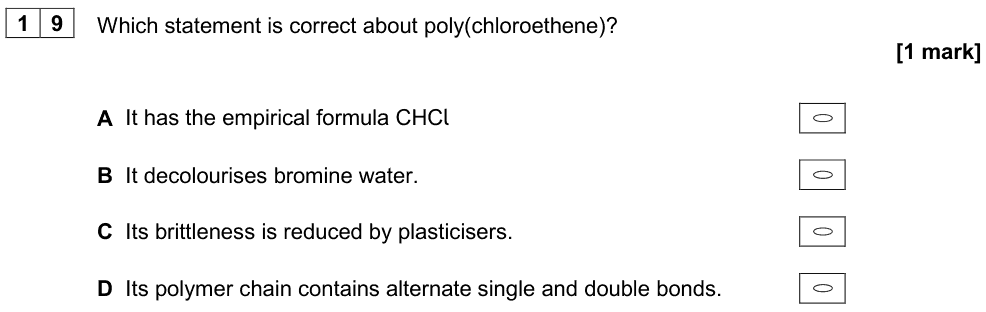 1 9 Which statement is correct about poly(chloroethene)?
[1 mark]
A It has the empirical formula CHCl
B It decolourises bromine water.
C Its brittleness is reduced by plasticisers.
D Its polymer chain contains alternate single and double bonds.